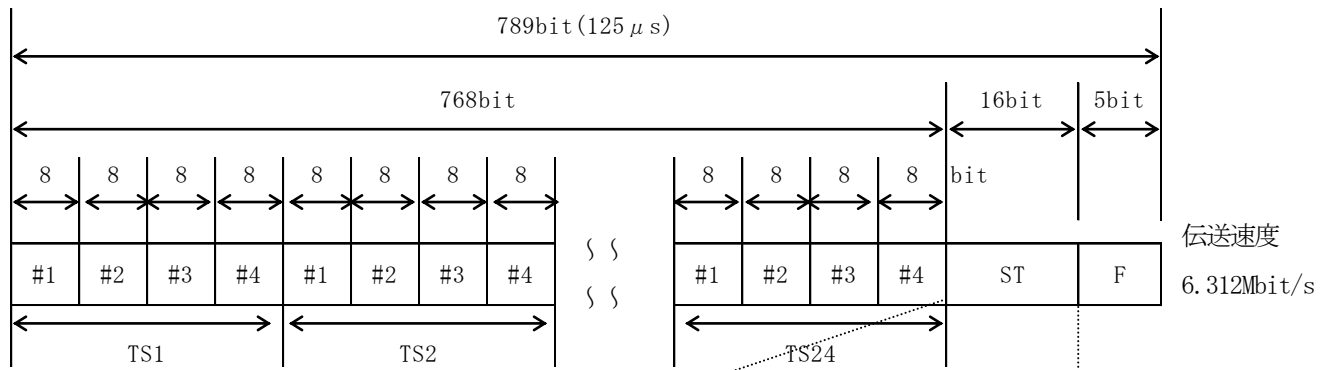 789bit(125μs)
768bit 16bit 5bit
8 8 8 8 8 8 8 8 8 8 8 8 bit
#1 #2 #3 #4 #1 #2 #3 #4 #1 #2 #3 #4 ST F
伝送速度
6.312Mbit/s
TS1 TS2 TS24